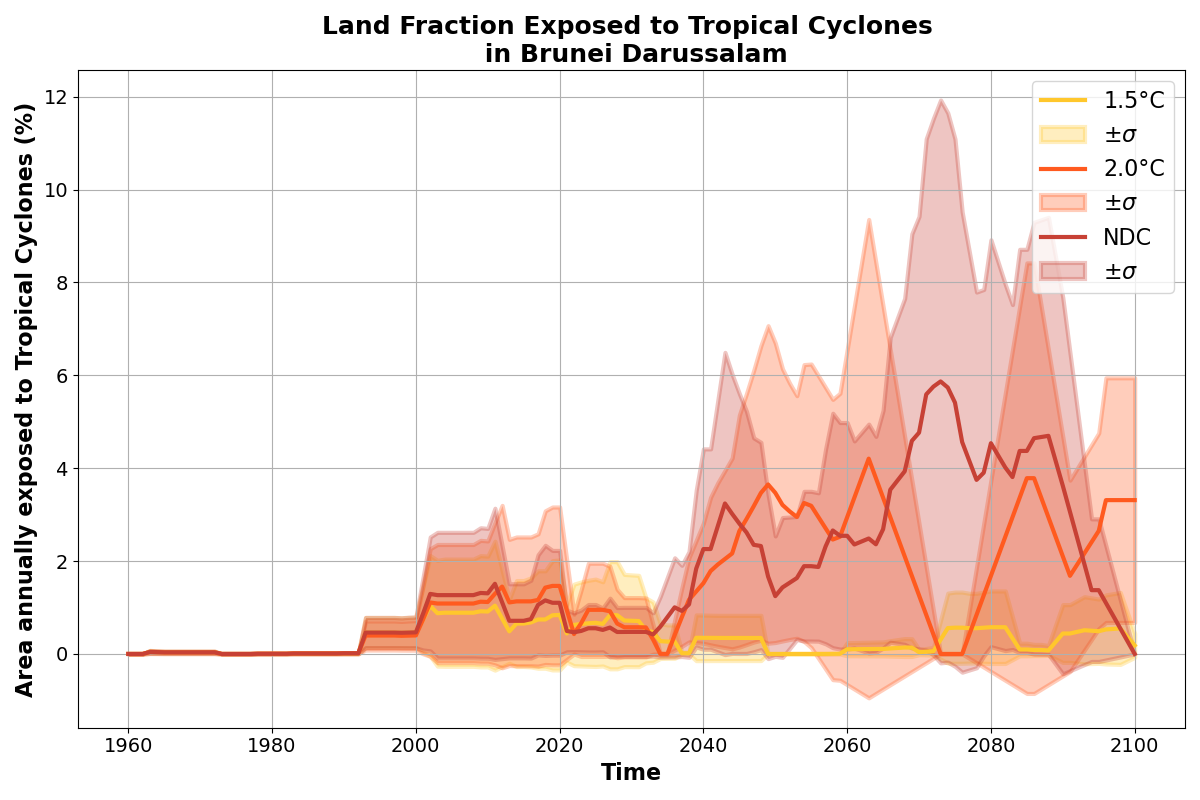 Land Fraction Exposed to Tropical Cyclones
in Brunei Darussalam
Area annually exposed to Tropical Cyclones (%)
12
10
8
6
4
2
0
1.5°C
±σ
2.0°C
±σ
NDC
±σ
1960
1980
2000
2020
2040
2060
2080
2100
Time